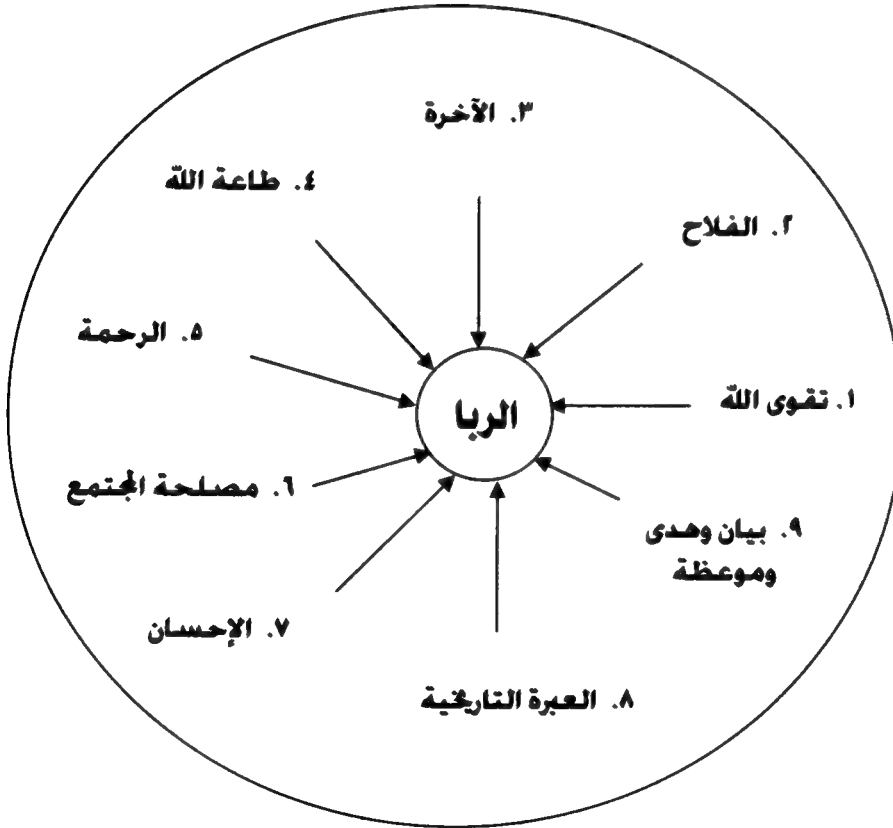 ٣. الآخرة
٤. طاعة الله
٢. الفلاح
٥. الرحمة
١. تقوى الله
الربا
٦. مصلحة المجتمع
٩. بيان وهدى
وموعظة
٧. الإحسان
٨. العبرة التاريخية